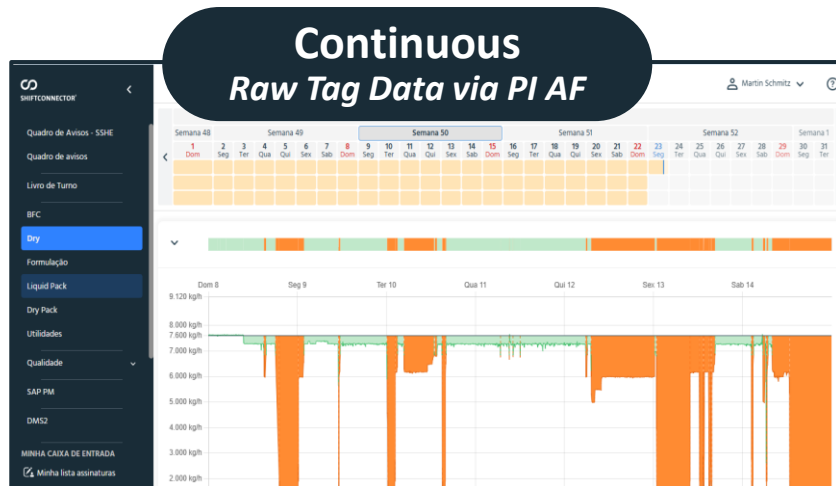 Continuous
Raw Tag Data via PI AF
SHIFTCONNECTOR®
Martin Schmitz
Quadro de Avisos - SSHE
Quadro de avisos
Livro de Turno
BFC
Dry
Formulação
Liquid Pack
Dry Pack
Utilidades
Qualidade
SAP PM
DMS2
MINHA CAIXA DE ENTRADA
Minha lista assinaturas
Semana 48 Semana 49 Semana 50 Semana 51 Semana 52 Semana 1
1 2 3 4 5 6 7 8 9 10 11 12 13 14 15 16 17 18 19 20 21 22 23 24 25 26 27 28 29 30 31
Dom Seg Ter Qua Qui Sex Sab Dom Seg Ter Qua Qui Sex Sab Dom Seg Ter Qua Qui Sex Sab Dom Seg Ter Qua Qui Sex Sab Dom Seg Ter
Dom 8 Seg 9 Ter 10 Qua 11 Qui 12 Sex 13 Sab 14
9.120 kg/h
8.000 kg/h
7.600 kg/h
7.000 kg/h
6.000 kg/h
5.000 kg/h
4.000 kg/h
3.000 kg/h
2.000 kg/h